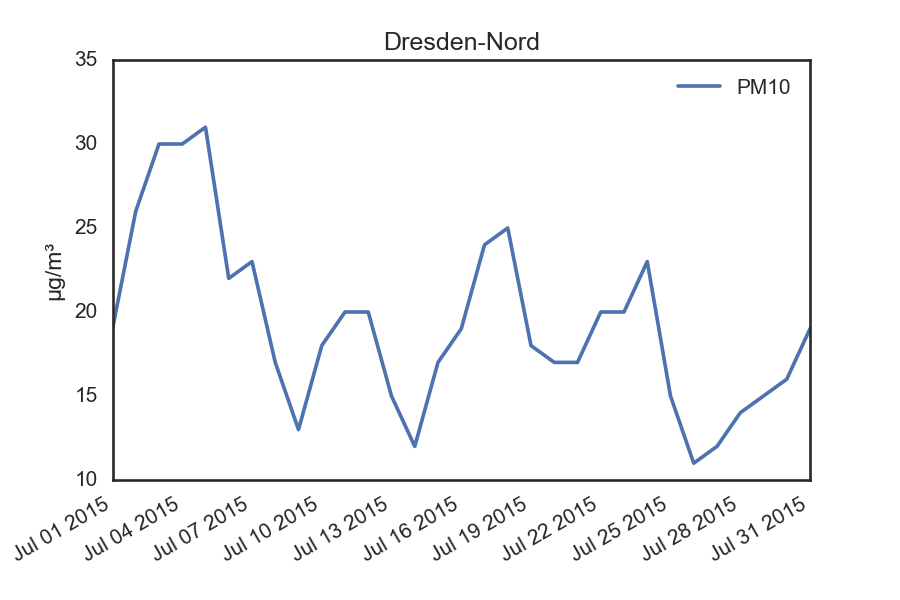 Dresden-Nord
35
30
25
20
15
10
µg/m³
PM10
Jul 01 2015
Jul 04 2015
Jul 07 2015
Jul 10 2015
Jul 13 2015
Jul 16 2015
Jul 19 2015
Jul 22 2015
Jul 25 2015
Jul 28 2015
Jul 31 2015